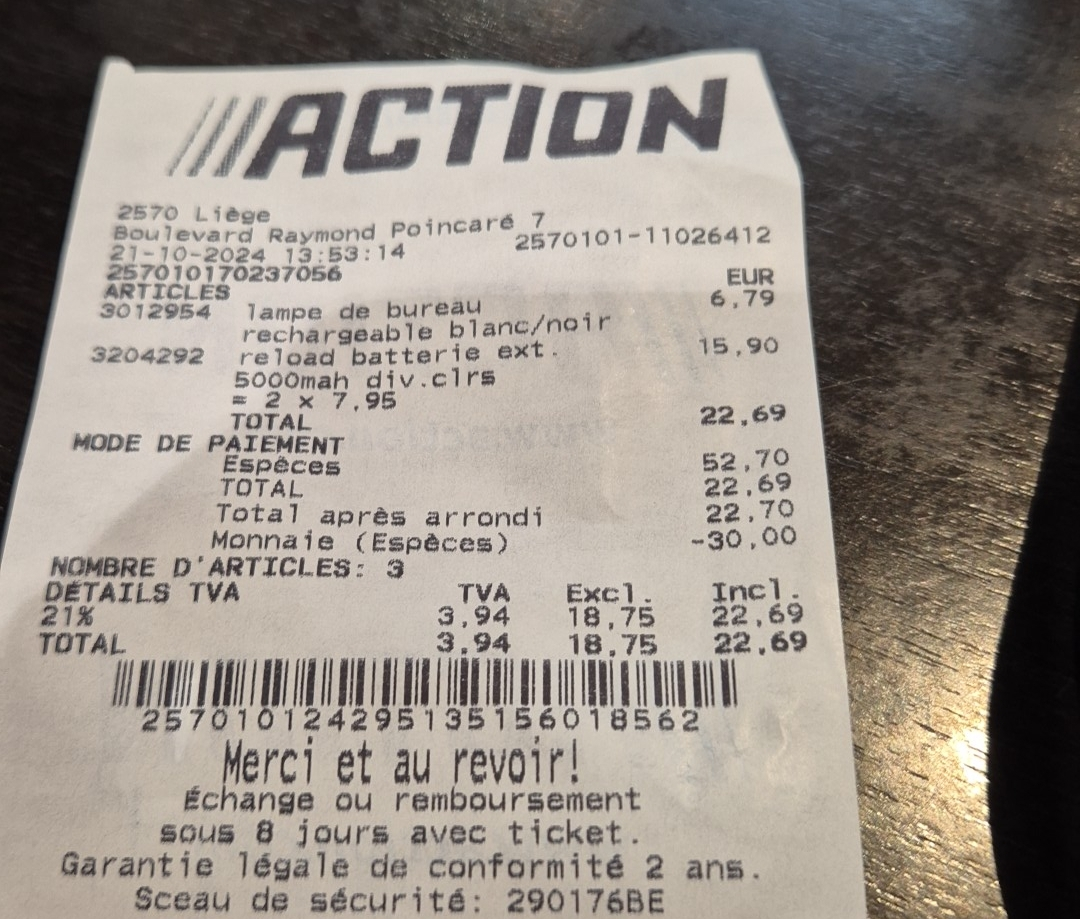 ///ACTION
2570 Liège
Boulevard Raymond Poincaré 7
21-10-2024 13:53:14 2570101-11026412
257010170237056
ARTICLES EUR
3012954 lampe de bureau 6,79
rechargeable blanc/noir
3204292 reload batterie ext. 15,90
5000mah div.clrs
= 2 x 7,95
TOTAL 22,69
MODE DE PAIEMENT
Espèces 52,70
TOTAL 22,69
Total après arrondi 22,70
Monnaie (Espèces) -30,00
NOMBRE D'ARTICLES: 3
DÉTAILS TVA TVA Excl. Incl.
21% 3,94 18,75 22,69
TOTAL 3,94 18,75 22,69
257010124295135156018562
Merci et au revoir!
Échange ou remboursement
sous 8 jours avec ticket.
Garantie légale de conformité 2 ans.
Sceau de sécurité: 290176BE